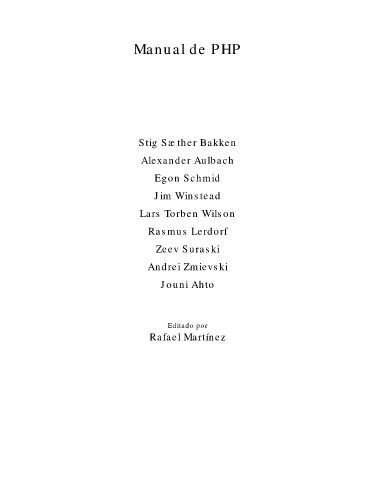 Manual de PHP
Stig Sæther Bakken
Alexander Aulbach
Egon Schmid
Jim Winstead
Lars Torben Wilson
Rasmus Lerdorf
Zeev Suraski
Andrei Zmievski
Jouni Ahto
Editado por
Rafael Martínez